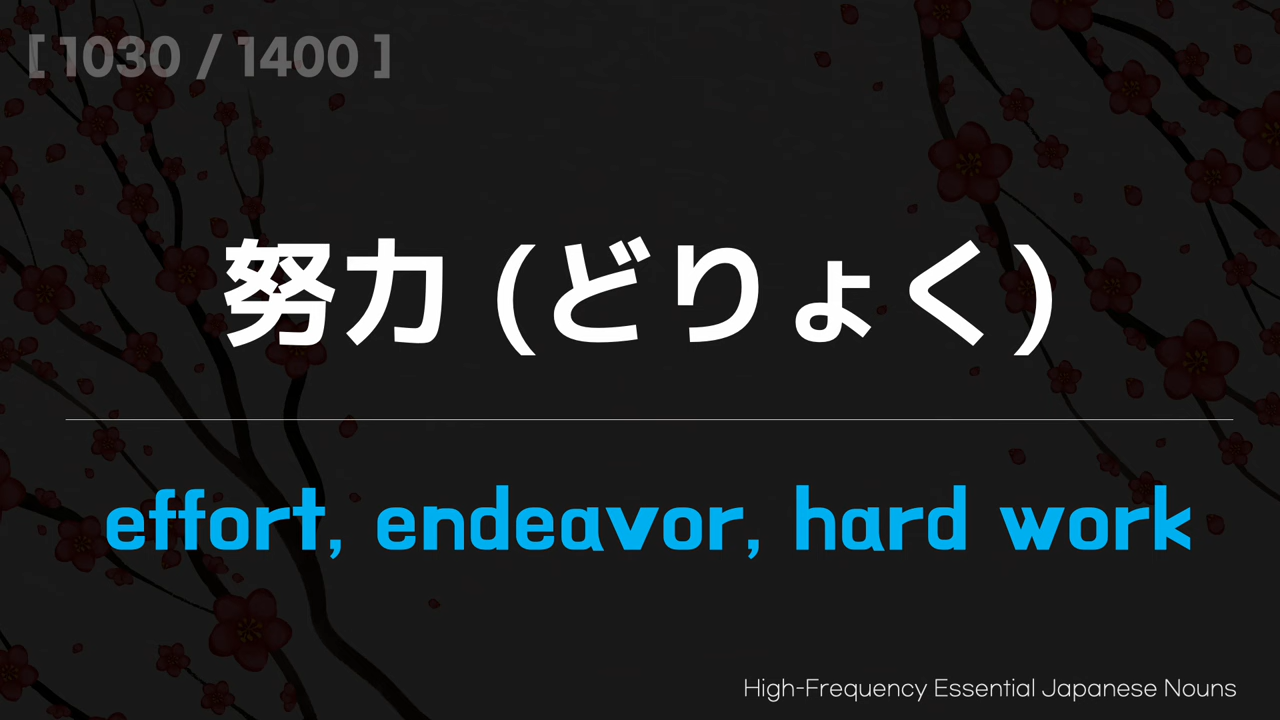 [ 1030 / 1400 ]
努力 (どりょく)
effort, endeavor, hard work
High-Frequency Essential Japanese Nouns